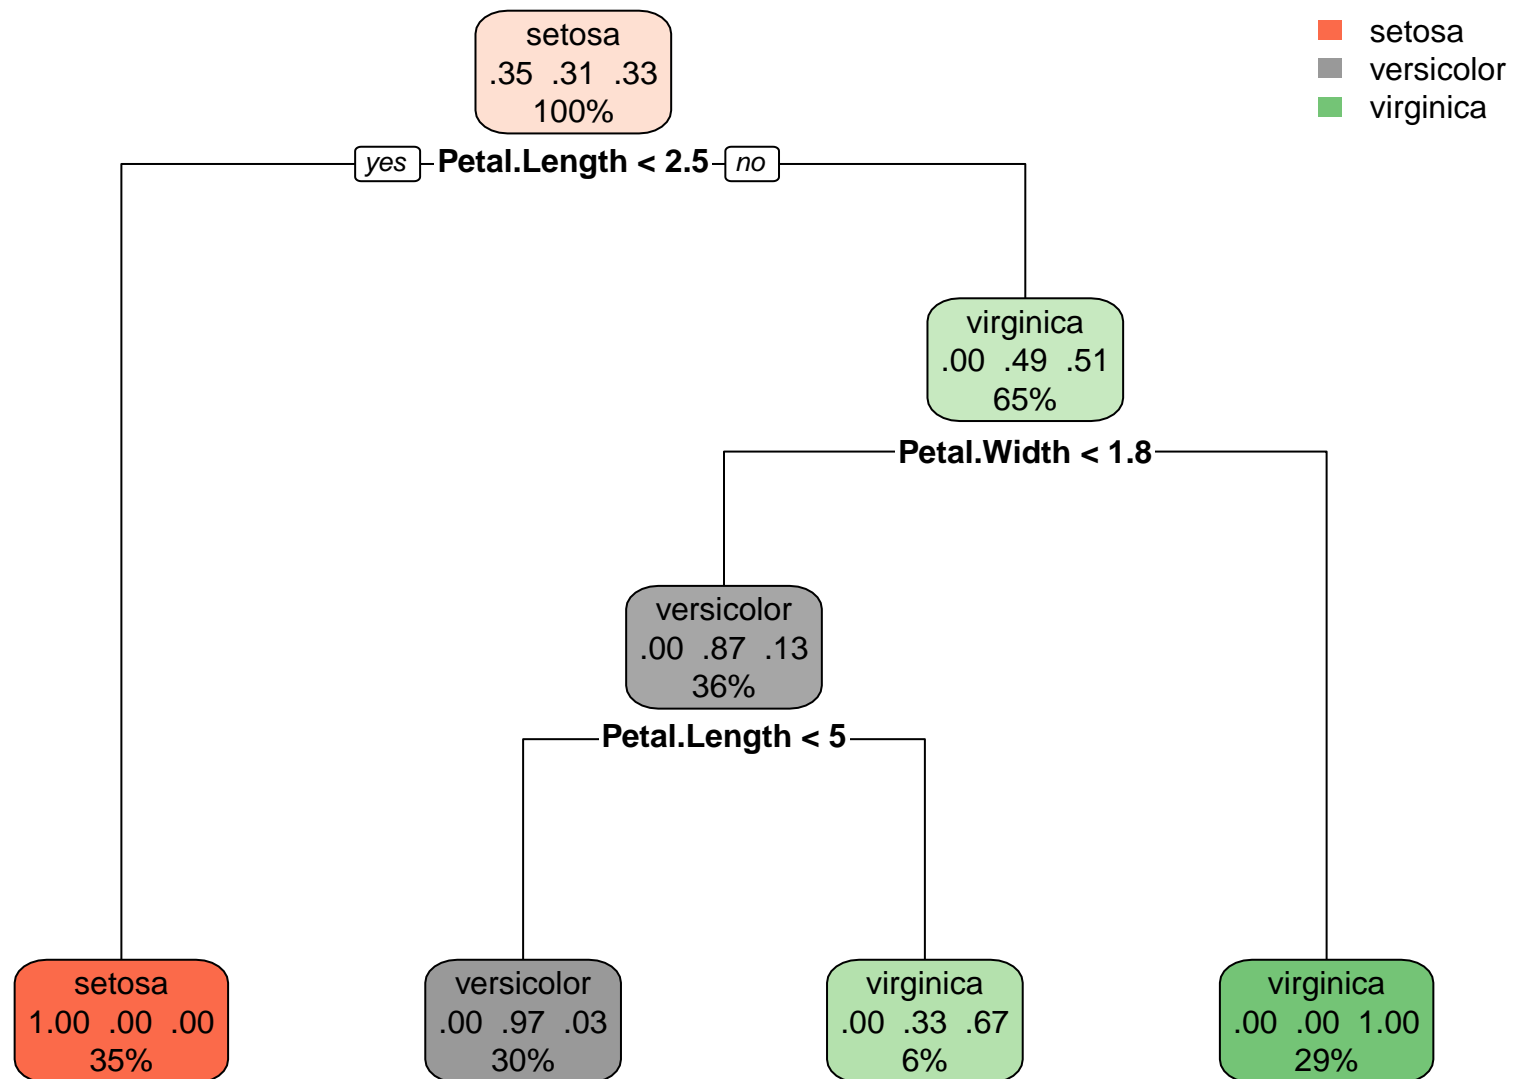 setosa
.35 .31 .33
100%
setosa
versicolor
virginica
yes Petal.Length < 2.5 no
virginica
.00 .49 .51
65%
Petal.Width < 1.8
versicolor
.00 .87 .13
36%
Petal.Length < 5
setosa
1.00 .00 .00
35%
versicolor
.00 .97 .03
30%
virginica
.00 .33 .67
6%
virginica
.00 .00 1.00
29%